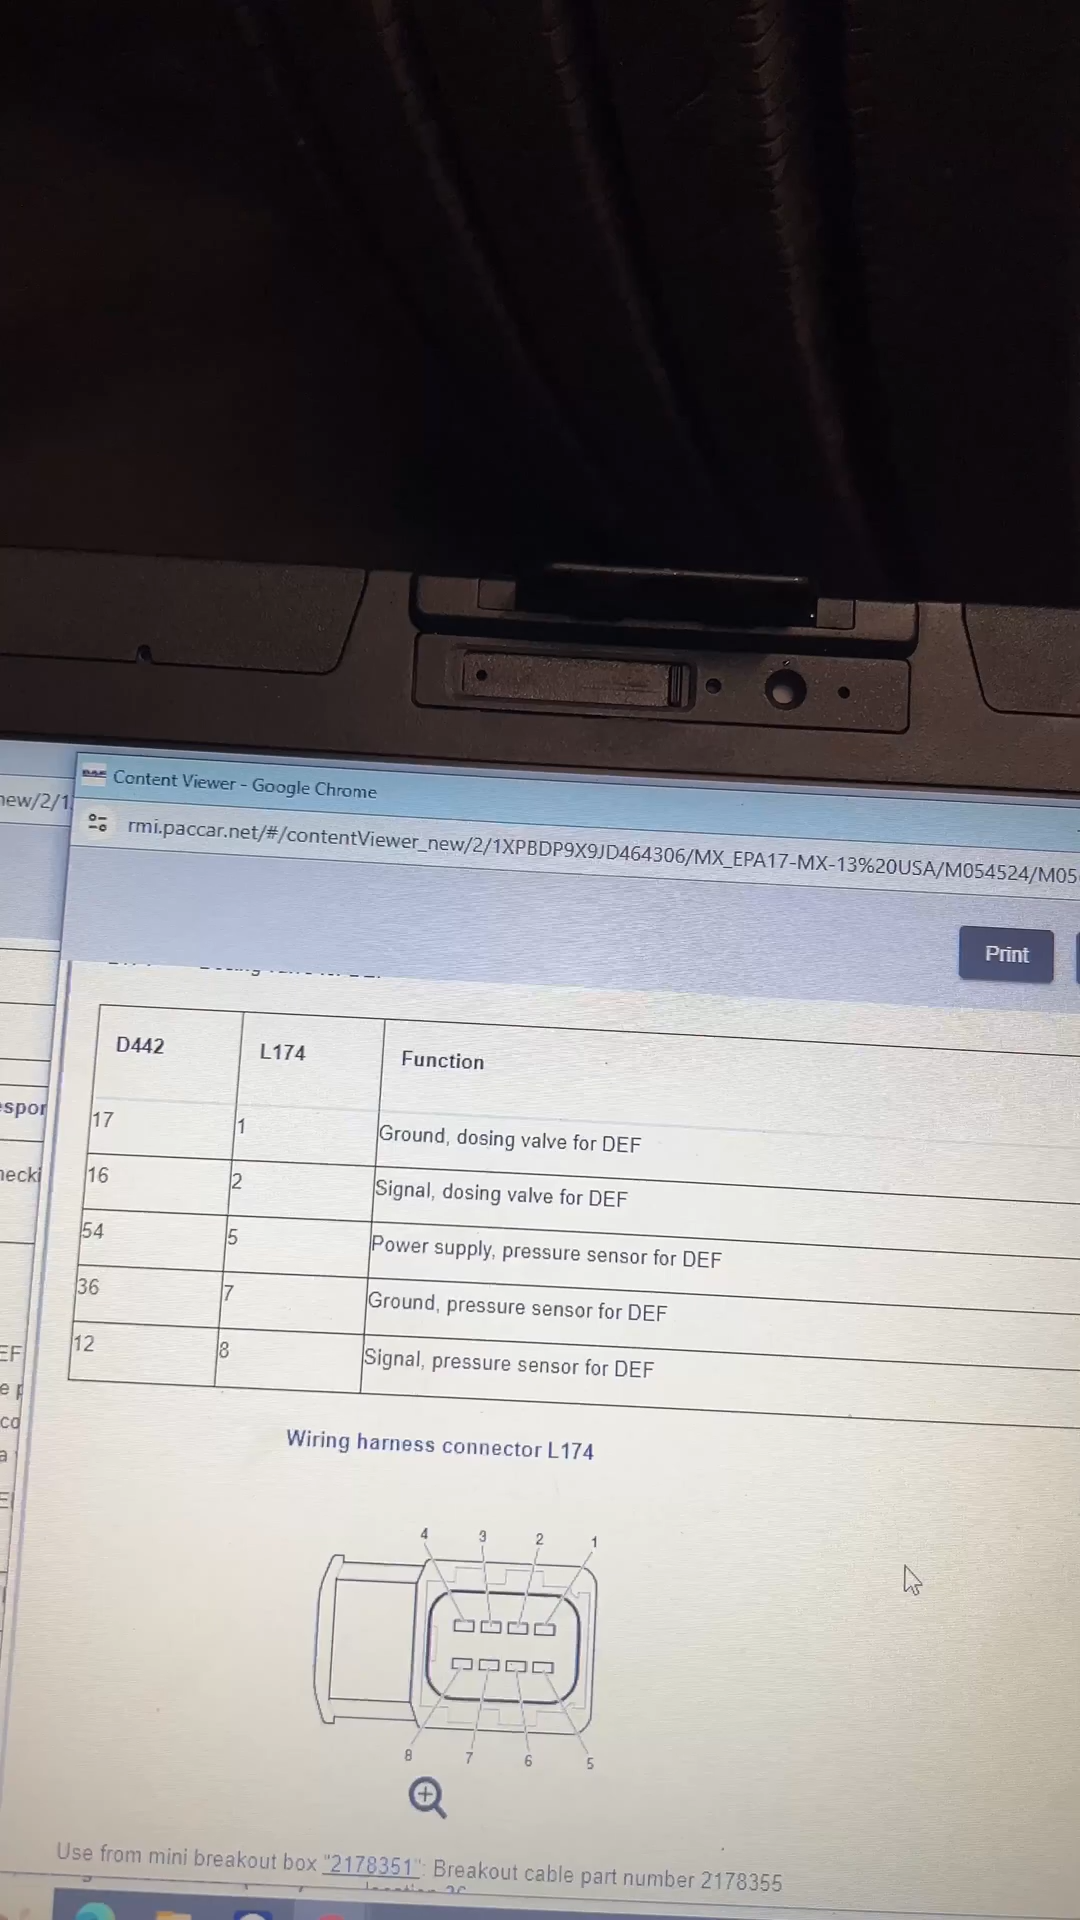 Content Viewer - Google Chrome
new/2/1
rmi.paccar.net/#/contentViewer_new/2/1XPBDP9X9JD464306/MX_EPA17-MX-13%20USA/M054524/M05
Print
D442 L174 Function
17 1 Ground, dosing valve for DEF
16 2 Signal, dosing valve for DEF
54 5 Power supply, pressure sensor for DEF
36 7 Ground, pressure sensor for DEF
12 8 Signal, pressure sensor for DEF
Wiring harness connector L174
4 3 2 1
8 7 6 5
Use from mini breakout box "2178351": Breakout cable part number 2178355